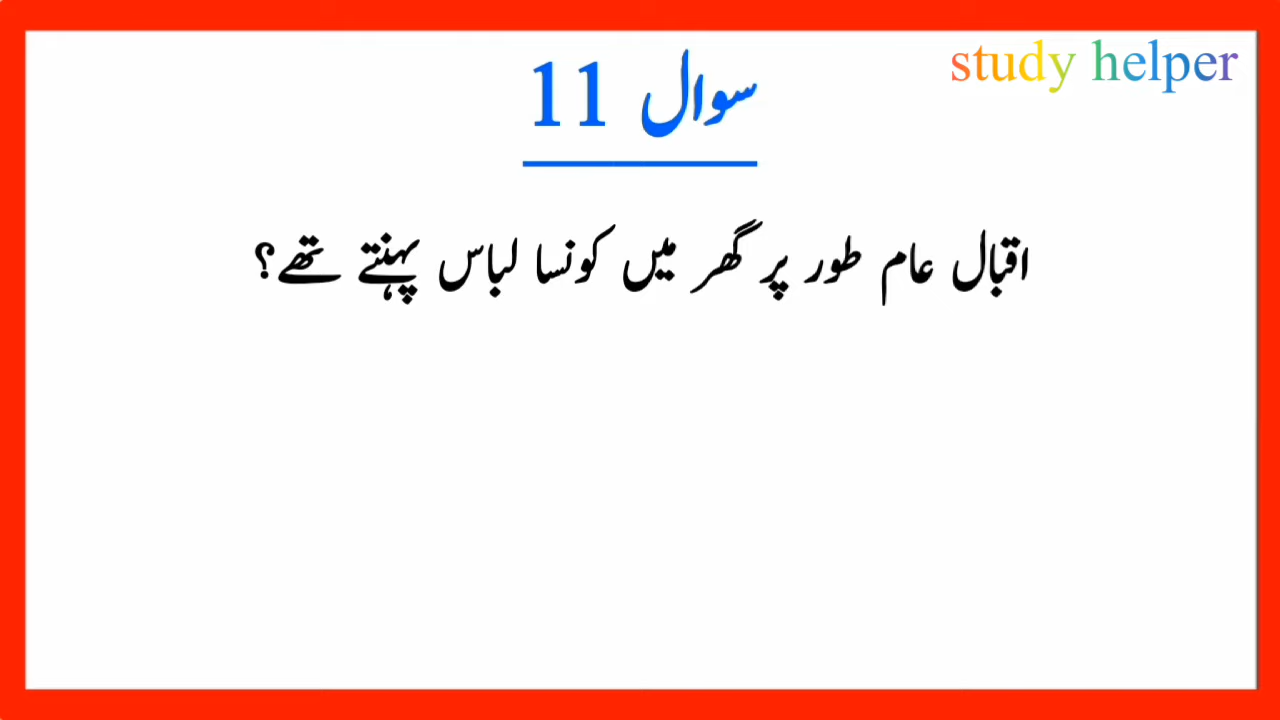 study helper
سوال 11
اقبال عام طور پر گھر میں کونسا لباس پہنتے تھے؟